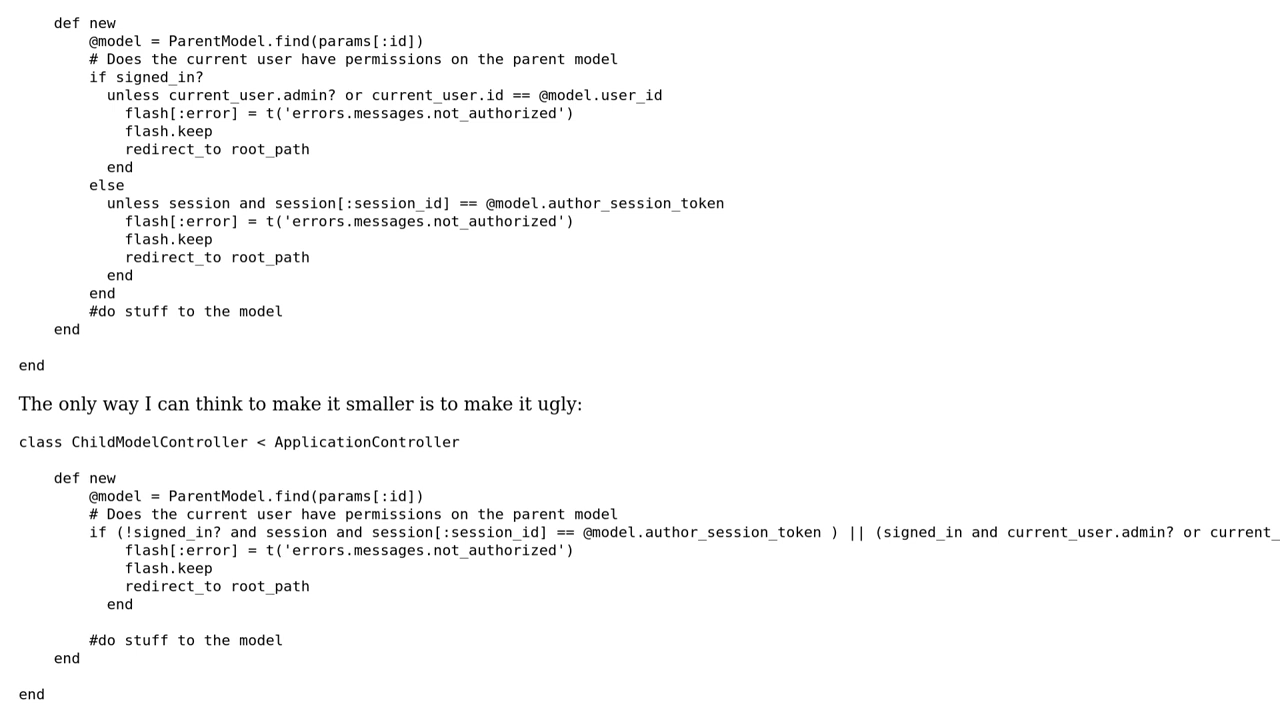 def new
@model = ParentModel.find(params[:id])
# Does the current user have permissions on the parent model
if signed_in?
unless current_user.admin? or current_user.id == @model.user_id
flash[:error] = t('errors.messages.not_authorized')
flash.keep
redirect_to root_path
end
else
unless session and session[:session_id] == @model.author_session_token
flash[:error] = t('errors.messages.not_authorized')
flash.keep
redirect_to root_path
end
end
#do stuff to the model
end
end
The only way I can think to make it smaller is to make it ugly:
class ChildModelController < ApplicationController
def new
@model = ParentModel.find(params[:id])
# Does the current user have permissions on the parent model
if (!signed_in? and session and session[:session_id] == @model.author_session_token ) || (signed_in and current_user.admin? or current_
flash[:error] = t('errors.messages.not_authorized')
flash.keep
redirect_to root_path
end
#do stuff to the model
end
end